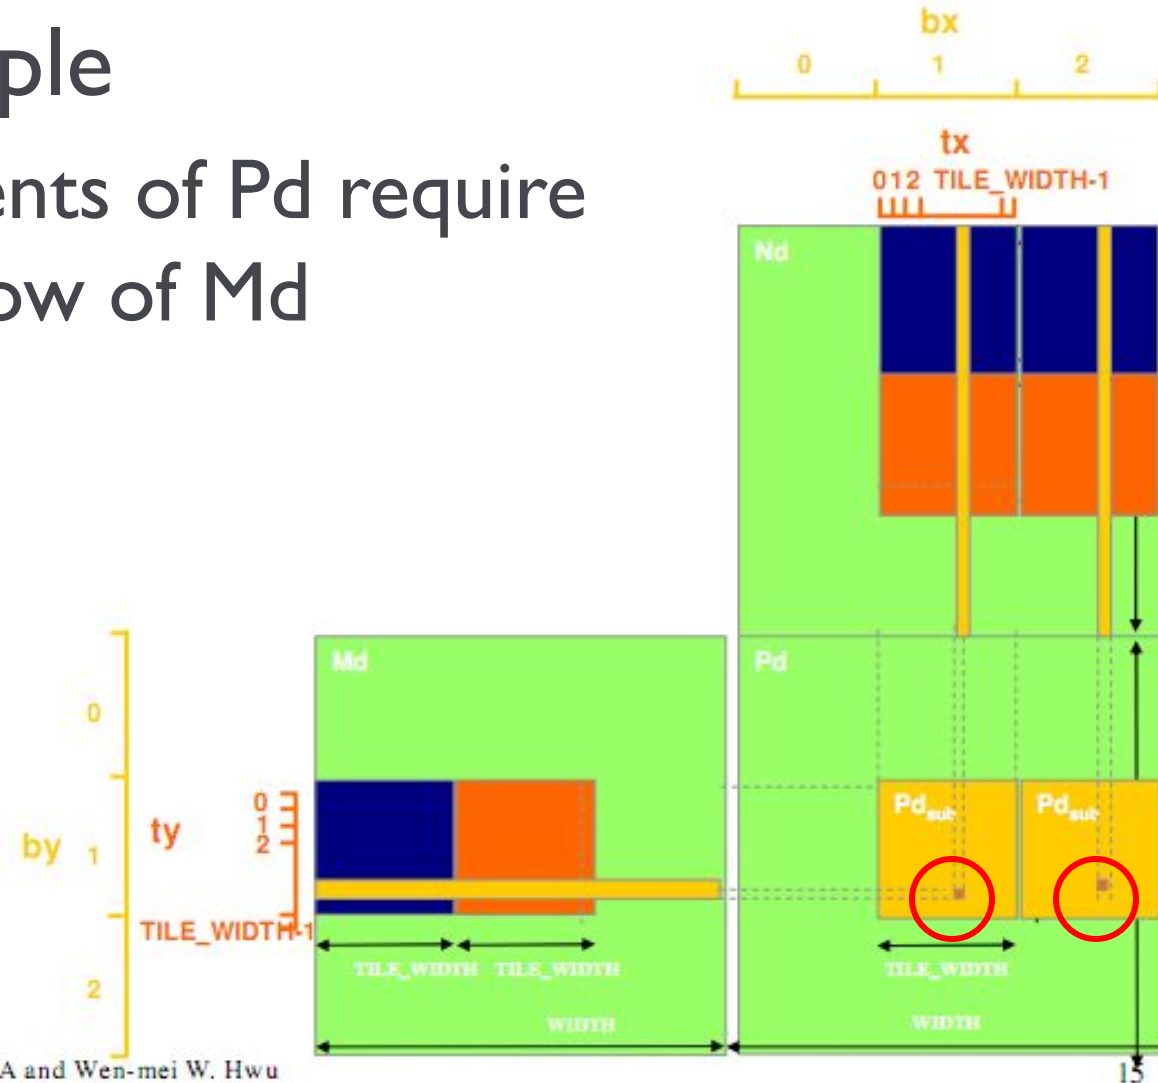 ple
ents of Pd require
ow of Md
bx
0 1 2
tx
012 TILE_WIDTH-1
Nd
Md
Pd
0
1
2
by
ty
0
1
2
TILE_WIDTH-1
Pdsub
Pdsub
TILE_WIDTH TILE_WIDTH
TILE_WIDTH
WIDTH
WIDTH
A and Wen-mei W. Hwu
15